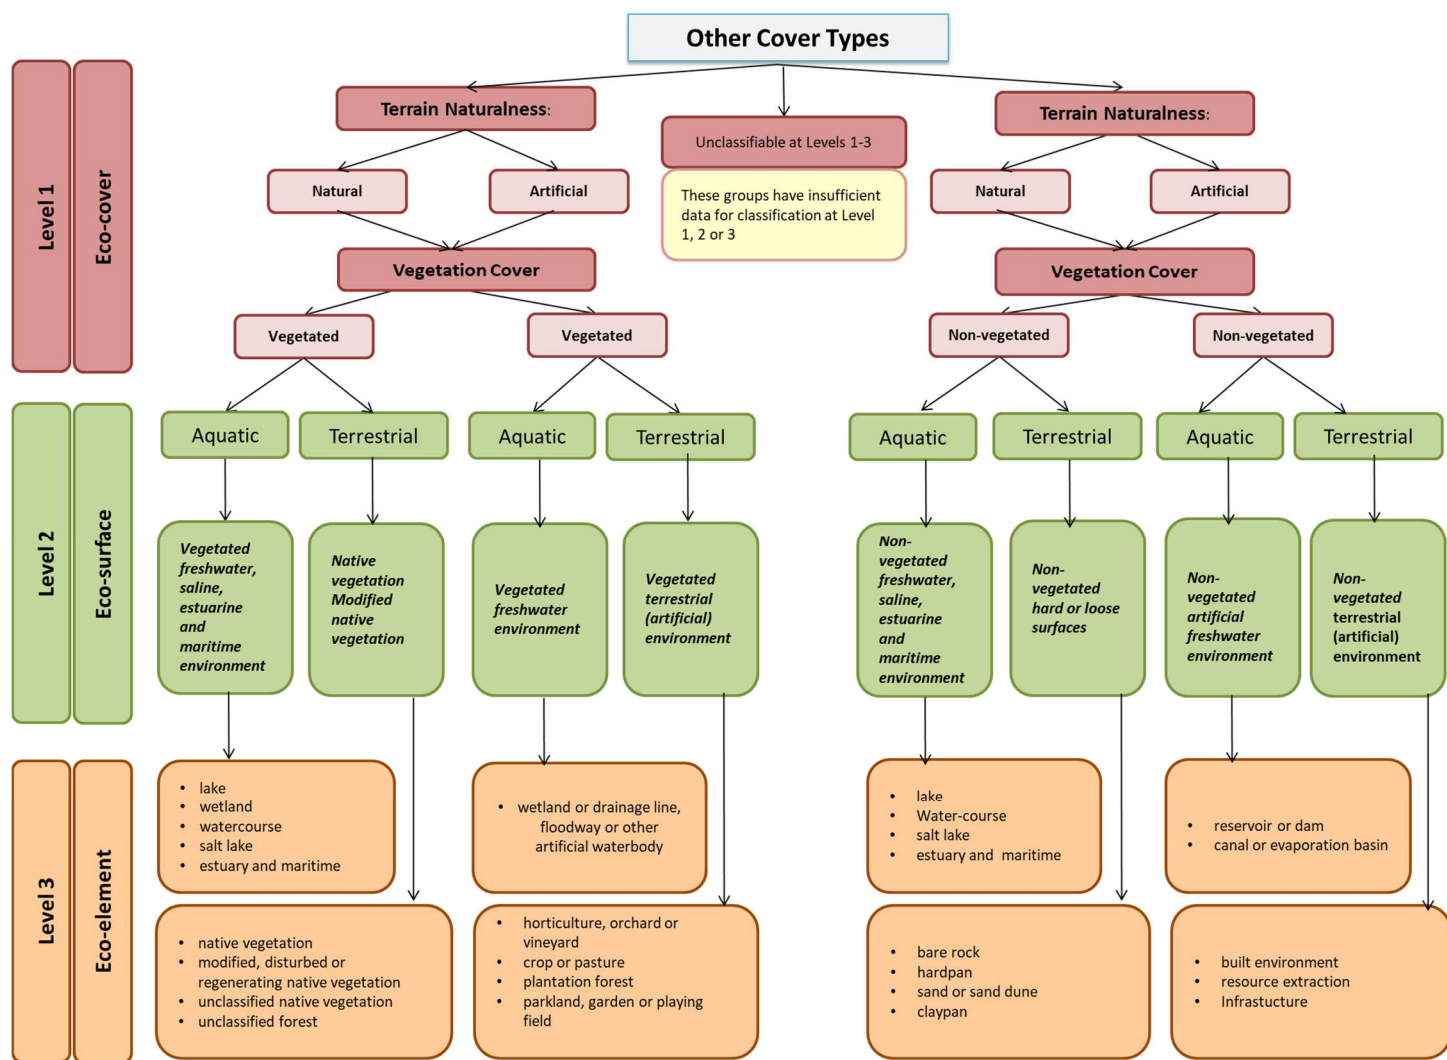 Other Cover Types
Level 1
Eco-cover
Terrain Naturalness:
Natural
Artificial
Vegetation Cover
Vegetated
Vegetated
Unclassifiable at Levels 1-3
These groups have insufficient
data for classification at Level
1, 2 or 3
Terrain Naturalness:
Natural
Artificial
Vegetation Cover
Non-vegetated
Non-vegetated
Level 2
Eco-surface
Aquatic
Terrestrial
Aquatic
Terrestrial
Aquatic
Terrestrial
Aquatic
Terrestrial
Vegetated
freshwater,
saline,
estuarine
and
maritime
environment
Native
vegetation
Modified
native
vegetation
Vegetated
freshwater
environment
Vegetated
terrestrial
(artificial)
environment
Non-
vegetated
freshwater,
saline,
estuarine
and
maritime
environment
Non-
vegetated
hard or loose
surfaces
Non-
vegetated
artificial
freshwater
environment
Non-
vegetated
terrestrial
(artificial)
environment
Level 3
Eco-element
• lake
• wetland
• watercourse
• salt lake
• estuary and maritime
• wetland or drainage line,
floodway or other
artificial waterbody
• lake
• Water-course
• salt lake
• estuary and maritime
• reservoir or dam
• canal or evaporation basin
• native vegetation
• modified, disturbed or
regenerating native vegetation
• unclassified native vegetation
• unclassified forest
• horticulture, orchard or
vineyard
• crop or pasture
• plantation forest
• parkland, garden or playing
field
• bare rock
• hardpan
• sand or sand dune
• claypan
• built environment
• resource extraction
• Infrastucture